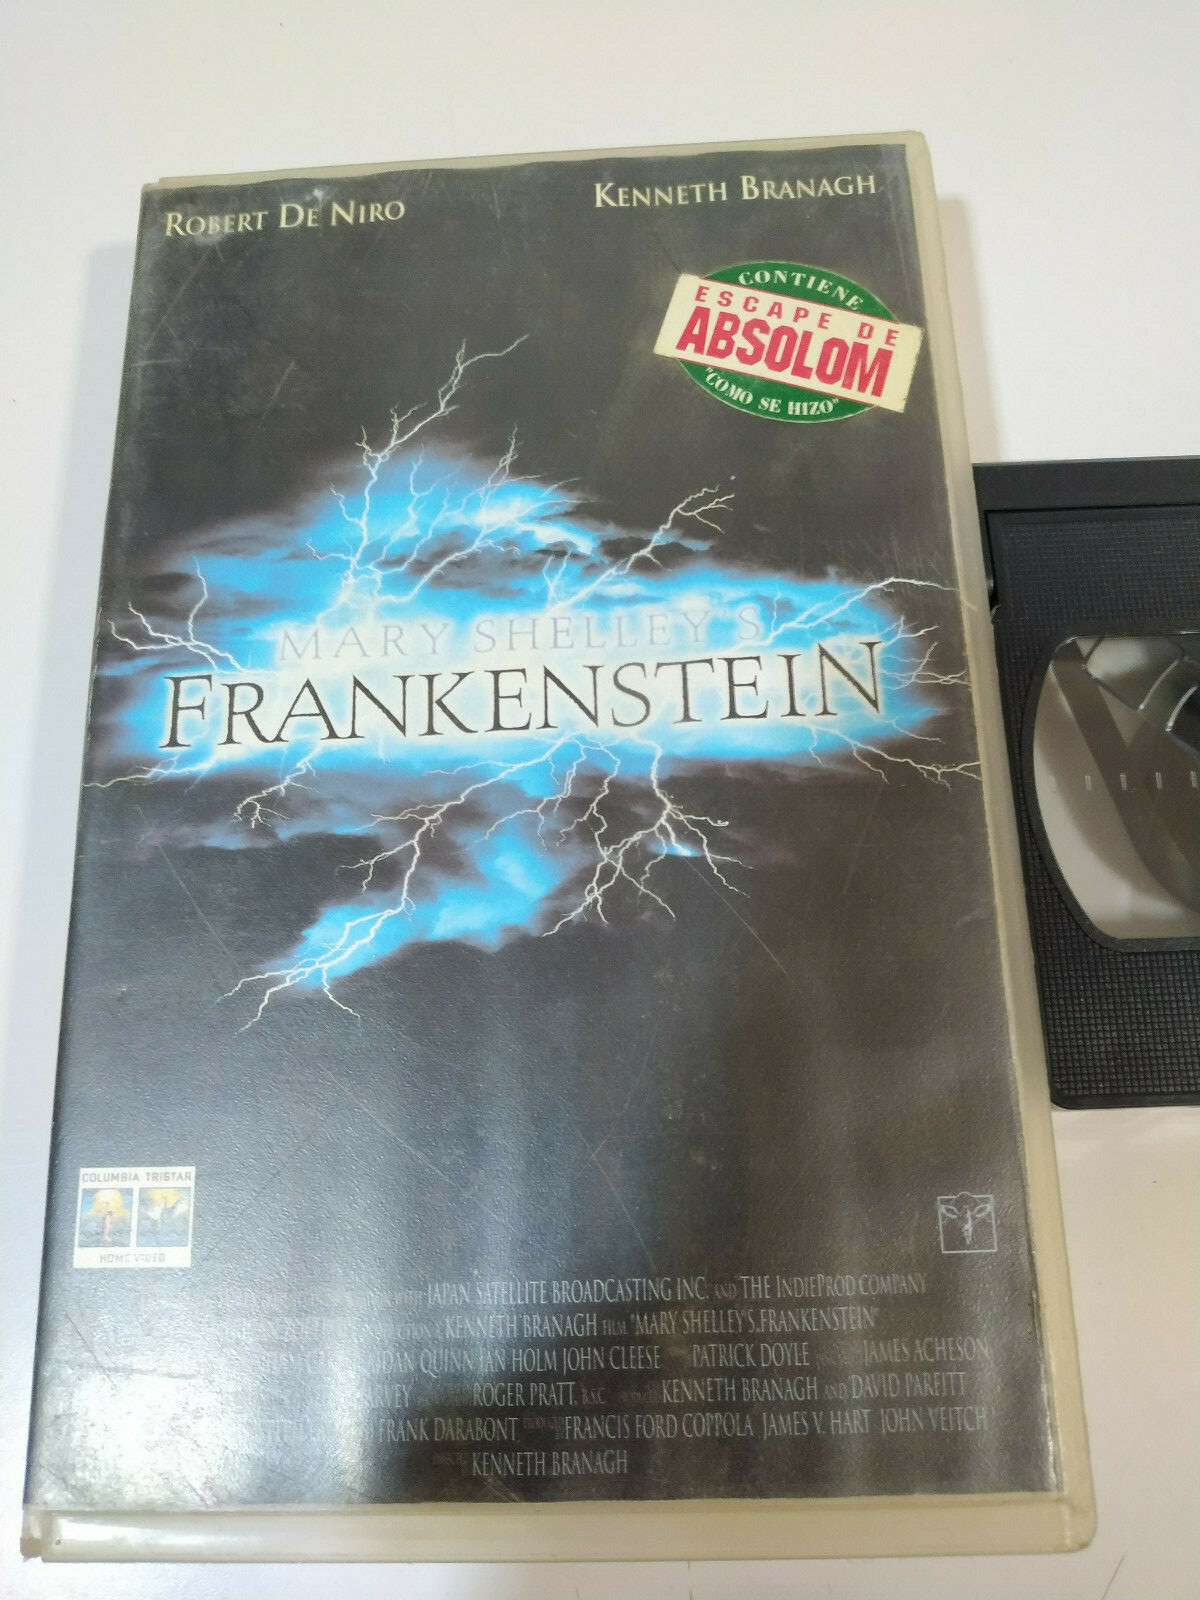 ROBERT DE NIRO
KENNETH BRANAGH
CONTIENE
ESCAPE DE
ABSOLOM
"COMO SE HIZO"
MARY SHELLEY'S
FRANKENSTEIN
COLUMBIA TRISTAR
HOME VIDEO
WITH JAPAN SATELLITE BROADCASTING INC. AND THE INDIEPROD COMPANY
KENNETH BRANAGH FILM "MARY SHELLEY'S FRANKENSTEIN"
QUINN IAN HOLM JOHN CLEESE PATRICK DOYLE JAMES ACHESON
ROGER PRATT, B.S.C. KENNETH BRANAGH AND DAVID PARFITT
FRANK DARABONT FRANCIS FORD COPPOLA, JAMES V. HART JOHN VEITCH
KENNETH BRANAGH